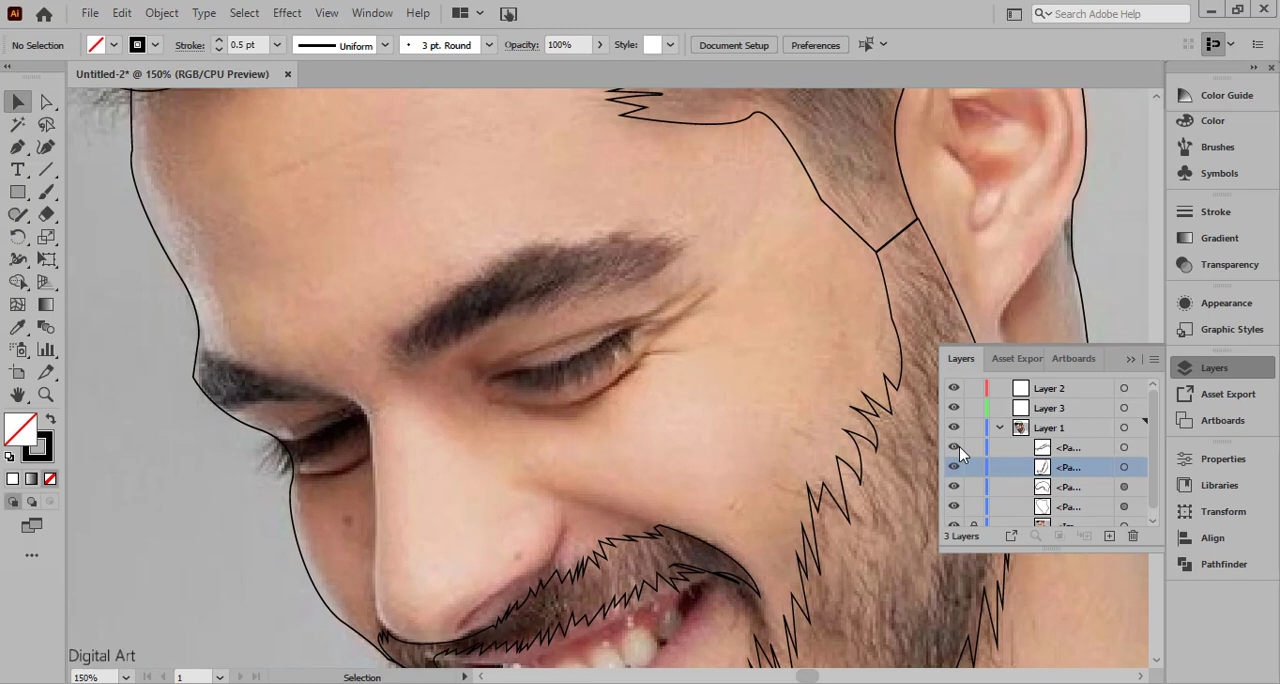 Ai File Edit Object Type Select Effect View Window Help Search Adobe Help
No Selection Stroke: 0.5 pt Uniform 3 pt. Round Opacity: 100% Style: Document Setup Preferences
Untitled-2* @ 150% (RGB/CPU Preview)
Color Guide
Color
Brushes
Symbols
Stroke
Gradient
Transparency
Appearance
Graphic Styles
Layers
Asset Export
Artboards
Properties
Libraries
Transform
Align
Pathfinder
Layers Asset Expor Artboards
Layer 2
Layer 3
Layer 1
<Pa...
<Pa...
<Pa...
<Pa...
3 Layers
Digital Art
150% 1 Selection